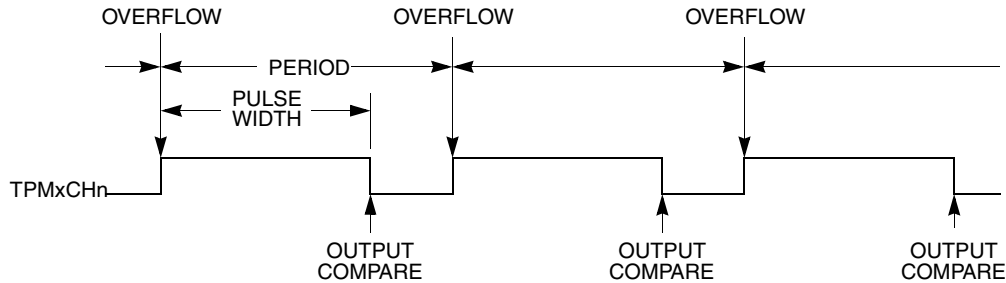 OVERFLOW OVERFLOW OVERFLOW
PERIOD
PULSE
WIDTH
TPMxCHn
OUTPUT
COMPARE
OUTPUT
COMPARE
OUTPUT
COMPARE